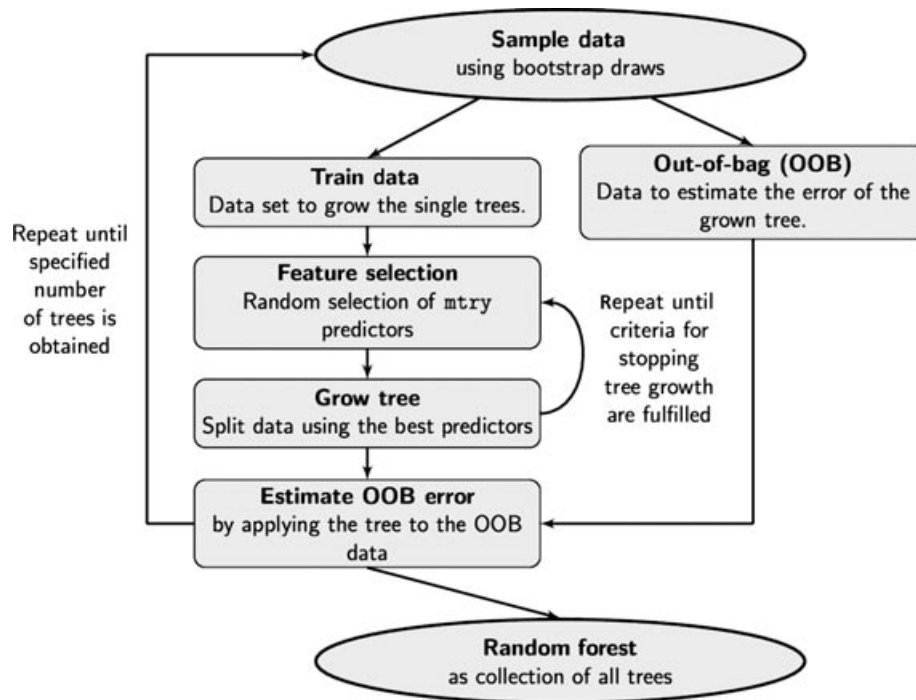 Sample data
using bootstrap draws
Train data
Data set to grow the single trees.
Out-of-bag (OOB)
Data to estimate the error of the
grown tree.
Feature selection
Random selection of mtry
predictors
Grow tree
Split data using the best predictors
Repeat until
criteria for
stopping
tree growth
are fulfilled
Repeat until
specified
number
of trees is
obtained
Estimate OOB error
by applying the tree to the OOB
data
Random forest
as collection of all trees